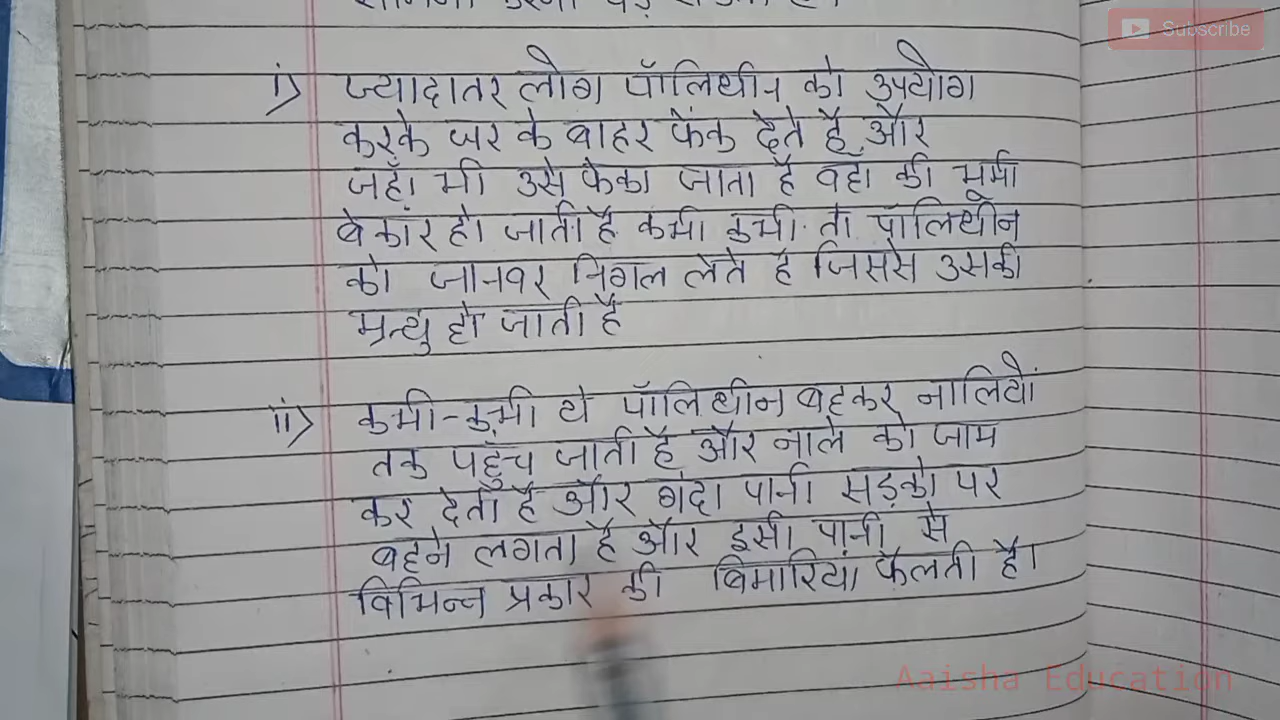 Subscribe
i) ज्यादातर लोग पॉलिथीन को उपयोग
करके घर के बाहर फेंक देते है और
जहाँ भी उसे फेका जाता है वहा की भूमी
बेकार हो जाती है कभी कभी तो पॉलिथीन
को जानवर निगल लेते है जिससे उसकी
म्रत्यु हो जाती है
ii) कभी-कभी ये पॉलिथीन बहकर नालियों
तक पहुँच जाती है और नाले को जाम
कर देती है और गंदा पानी सड़को पर
बहने लगता है और इसी पानी से
विभिन्न प्रकार की बिमारियां फैलती है।
Aaisha Education